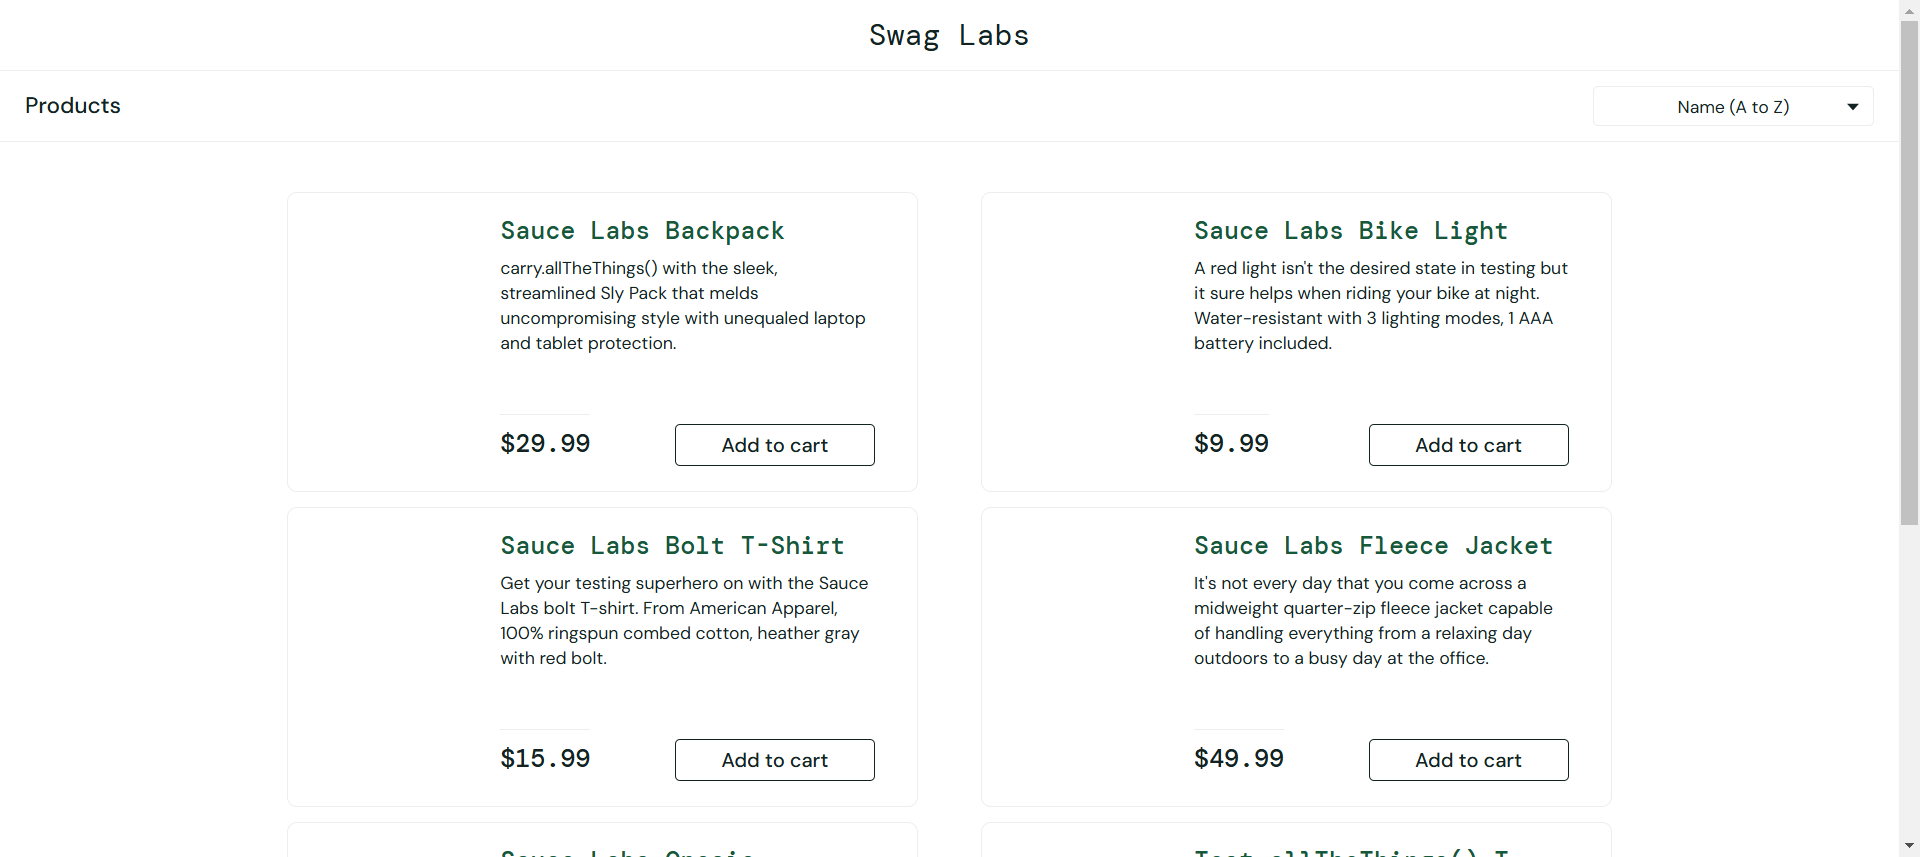 Swag Labs
Products
Name (A to Z)
Sauce Labs Backpack
carry.allTheThings() with the sleek,
streamlined Sly Pack that melds
uncompromising style with unequaled laptop
and tablet protection.
$29.99
Add to cart
Sauce Labs Bike Light
A red light isn't the desired state in testing but
it sure helps when riding your bike at night.
Water-resistant with 3 lighting modes, 1 AAA
battery included.
$9.99
Add to cart
Sauce Labs Bolt T-Shirt
Get your testing superhero on with the Sauce
Labs bolt T-shirt. From American Apparel,
100% ringspun combed cotton, heather gray
with red bolt.
$15.99
Add to cart
Sauce Labs Fleece Jacket
It's not every day that you come across a
midweight quarter-zip fleece jacket capable
of handling everything from a relaxing day
outdoors to a busy day at the office.
$49.99
Add to cart
Sauce Labs Onesie
Test.allTheThings() T